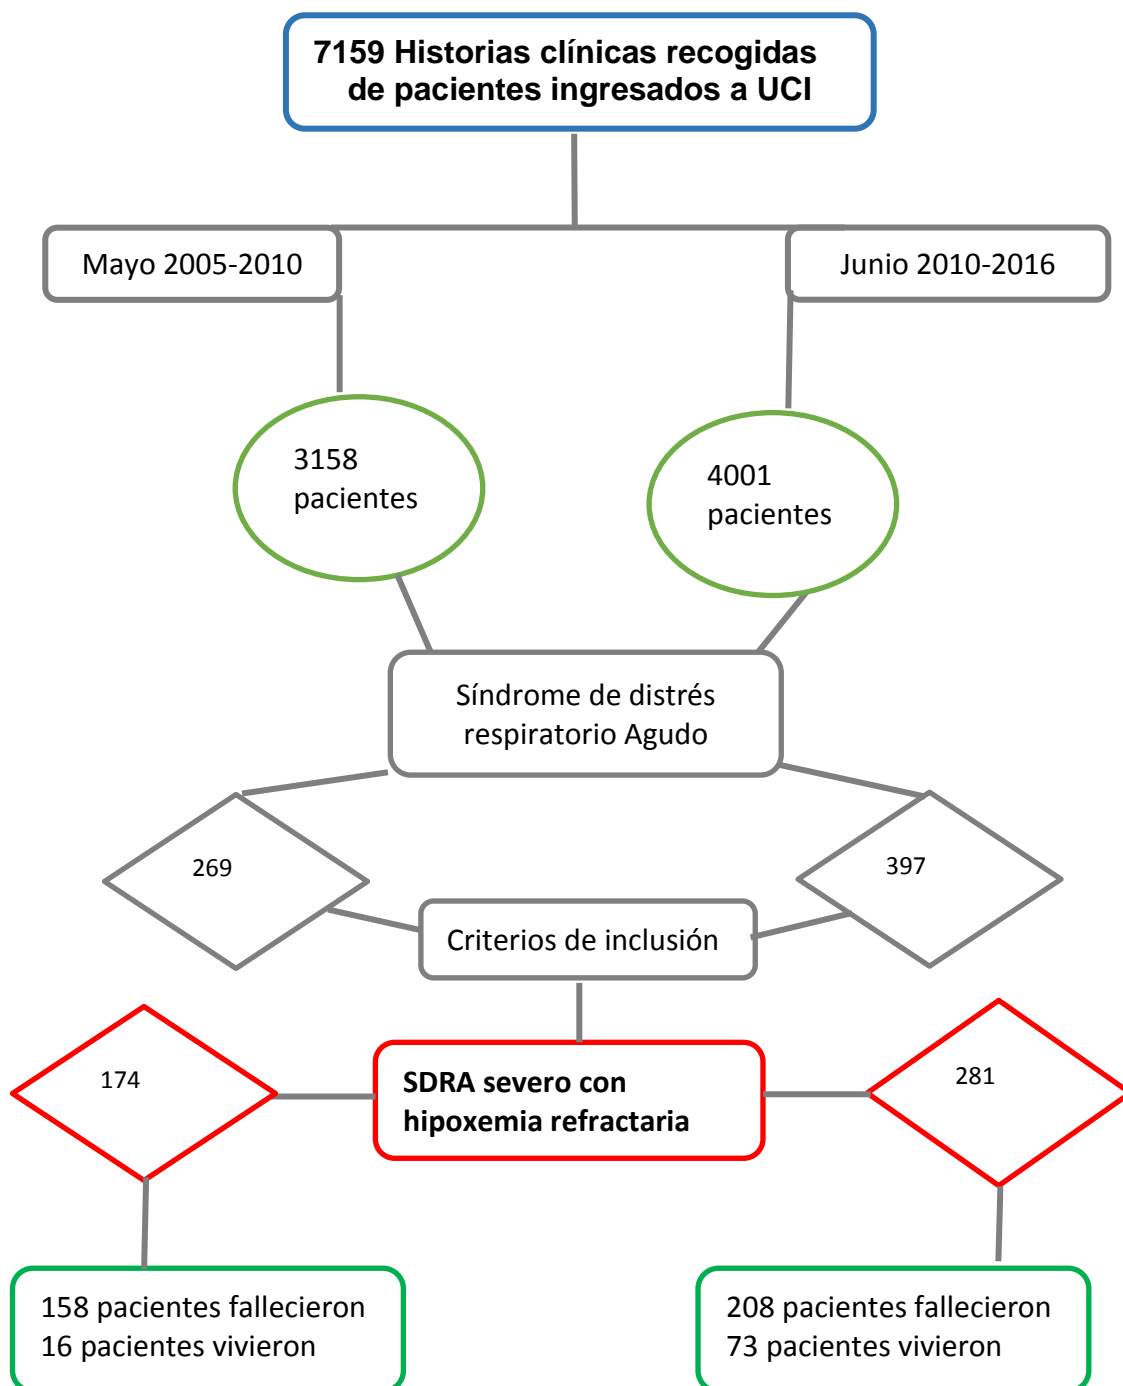 7159 Historias clínicas recogidas
de pacientes ingresados a UCI
Mayo 2005-2010
Junio 2010-2016
3158
pacientes
4001
pacientes
Síndrome de distrés
respiratorio Agudo
269
397
Criterios de inclusión
174
SDRA severo con
hipoxemia refractaria
281
158 pacientes fallecieron
16 pacientes vivieron
208 pacientes fallecieron
73 pacientes vivieron